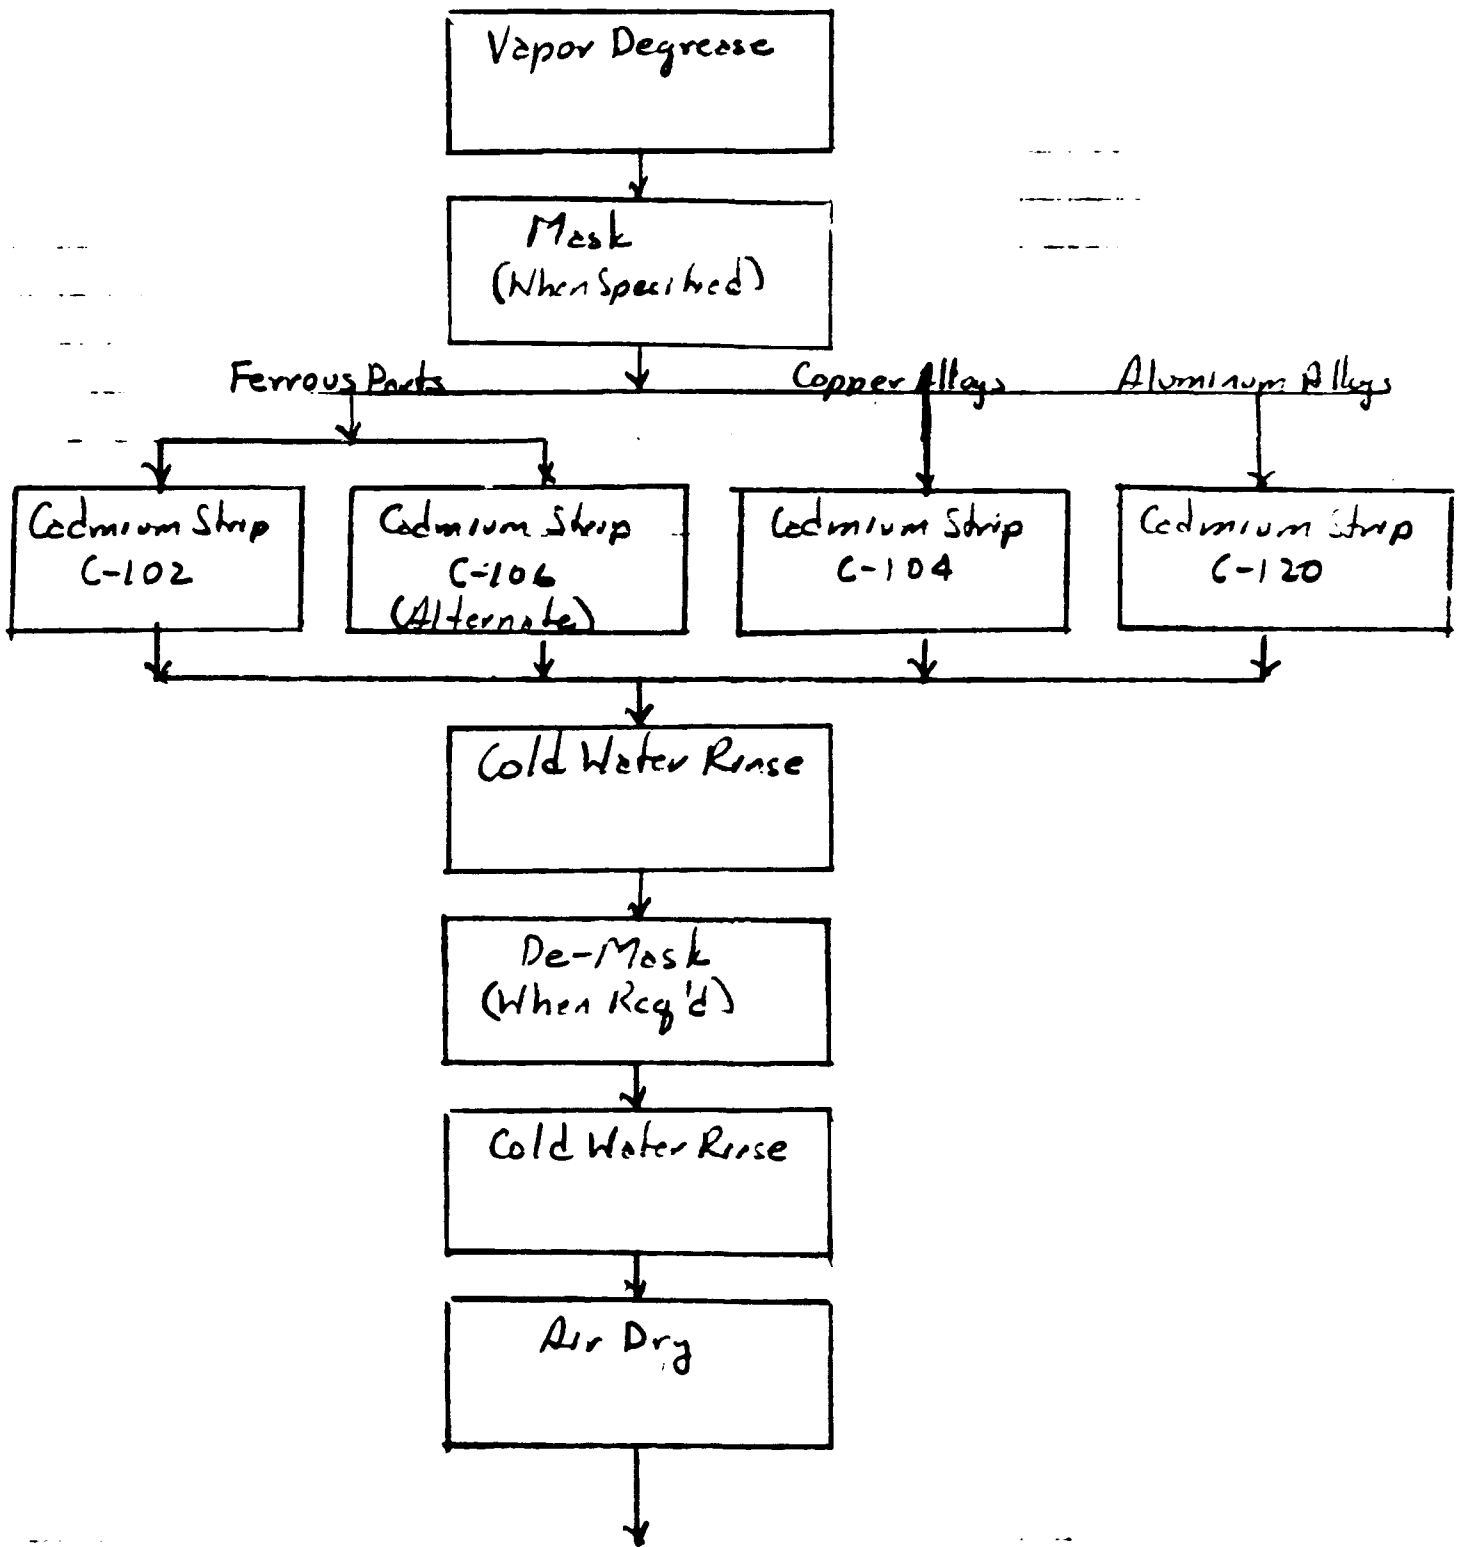 Vapor Degrease
Mask
(When Specified)
Ferrous Parts
Copper Alloys
Aluminum Alloys
Cadmium Strip
C-102
Cadmium Strip
C-106
(Alternate)
Cadmium Strip
C-104
Cadmium Strip
C-120
Cold Water Rinse
De-Mask
(When Req'd)
Cold Water Rinse
Air Dry